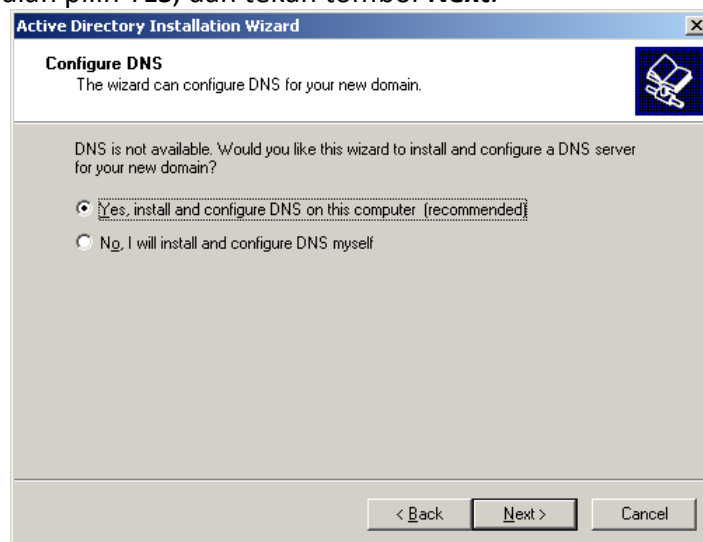 pilih YES, dan tekan tombol Next.
Active Directory Installation Wizard
Configure DNS
The wizard can configure DNS for your new domain.
DNS is not available. Would you like this wizard to install and configure a DNS server
for your new domain?
Yes, install and configure DNS on this computer (recommended)
No, I will install and configure DNS myself
< Back
Next >
Cancel